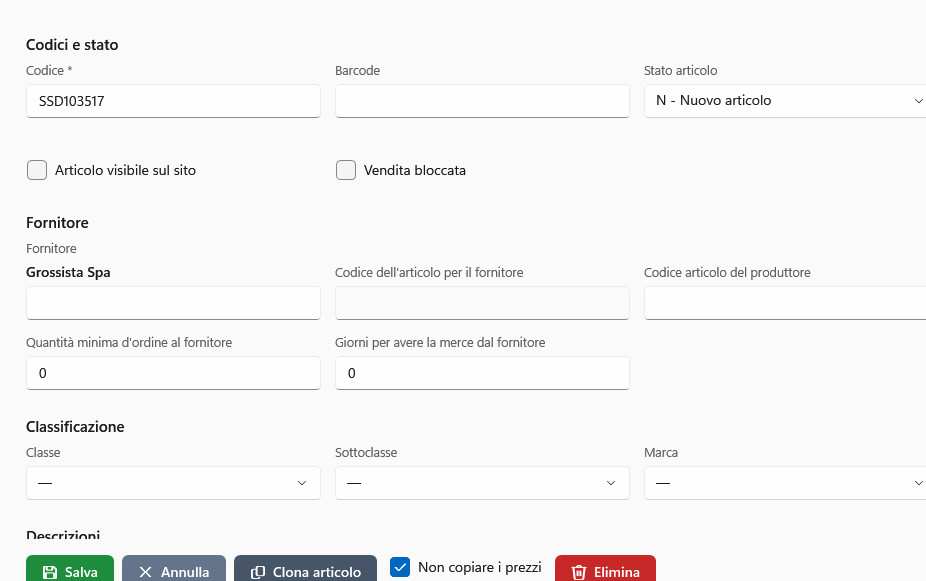 Codici e stato
Codice * Barcode Stato articolo
SSD103517 N - Nuovo articolo
Articolo visibile sul sito Vendita bloccata
Fornitore
Fornitore
Grossista Spa Codice dell'articolo per il fornitore Codice articolo del produttore
Quantità minima d'ordine al fornitore Giorni per avere la merce dal fornitore
0 0
Classificazione
Classe Sottoclasse Marca
— — —
Descrizioni
Salva Annulla Clona articolo Non copiare i prezzi Elimina